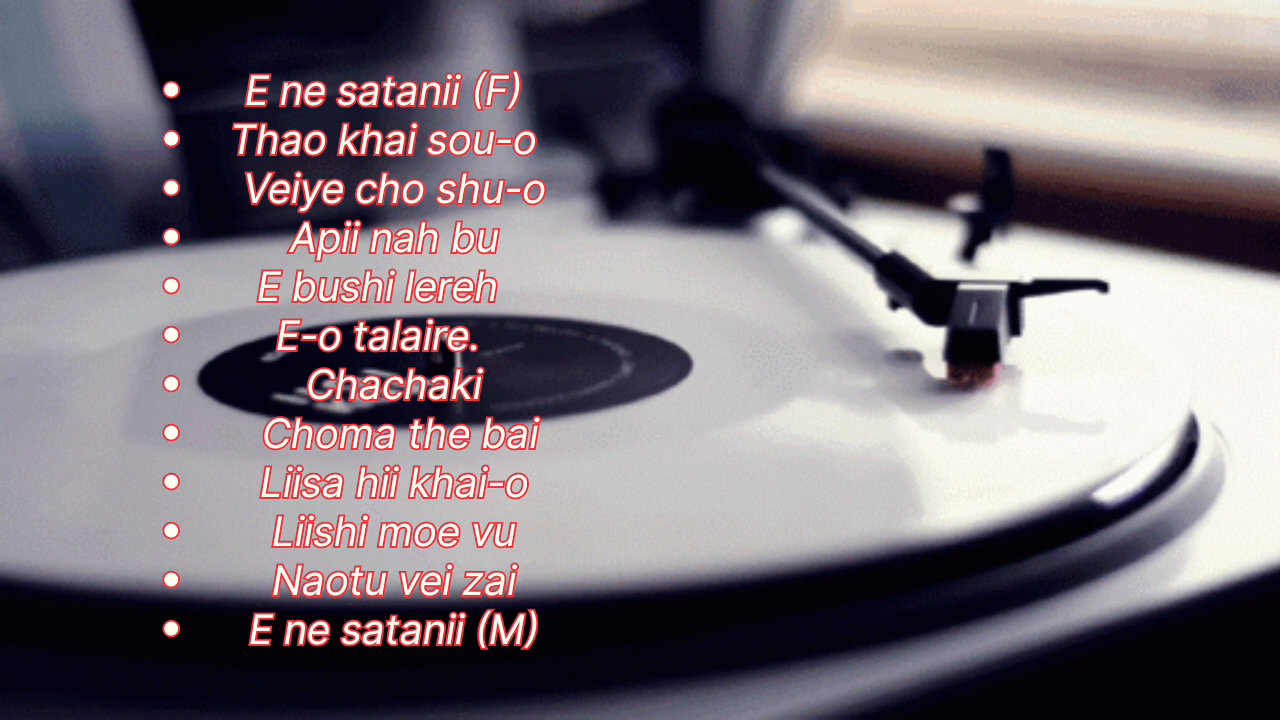 E ne satanii (F)
Thao khai sou-o
Veiye cho shu-o
Apii nah bu
E bushi lereh
E-o talaire.
Chachaki
Choma the bai
Liisa hii khai-o
Liishi moe vu
Naotu vei zai
E ne satanii (M)